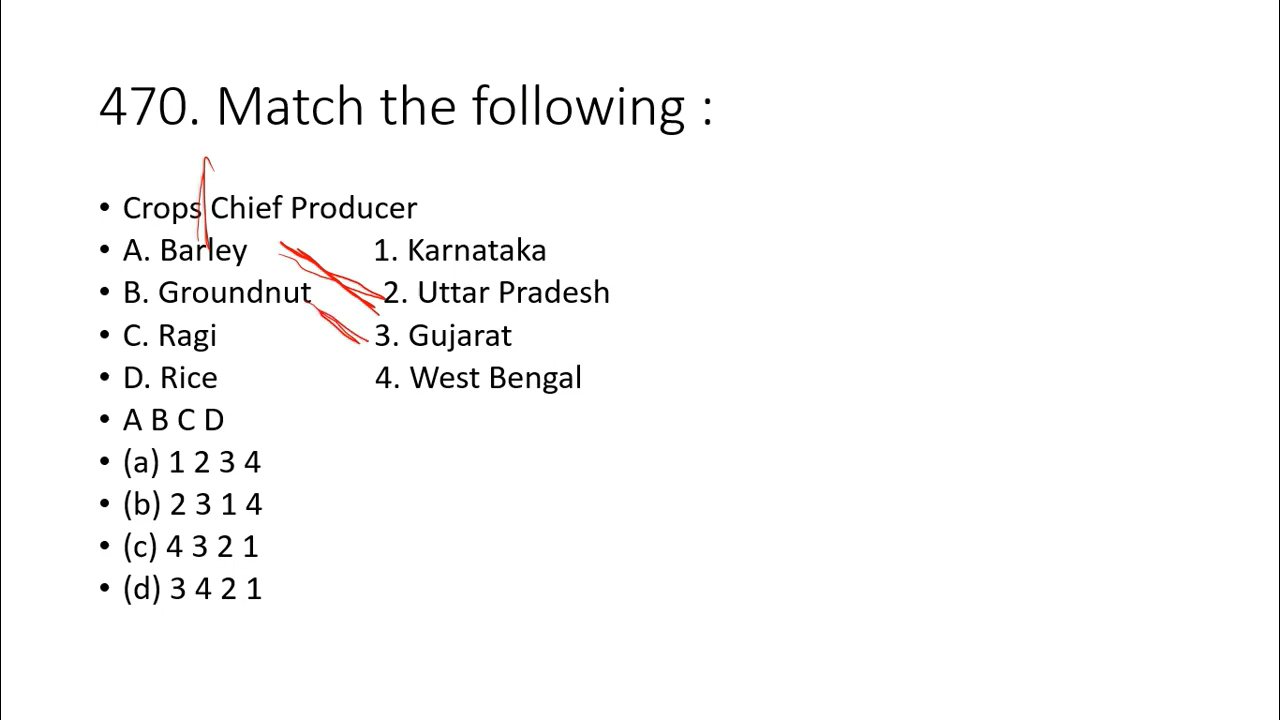 470. Match the following :
• Crops Chief Producer
• A. Barley 1. Karnataka
• B. Groundnut 2. Uttar Pradesh
• C. Ragi 3. Gujarat
• D. Rice 4. West Bengal
• A B C D
• (a) 1 2 3 4
• (b) 2 3 1 4
• (c) 4 3 2 1
• (d) 3 4 2 1